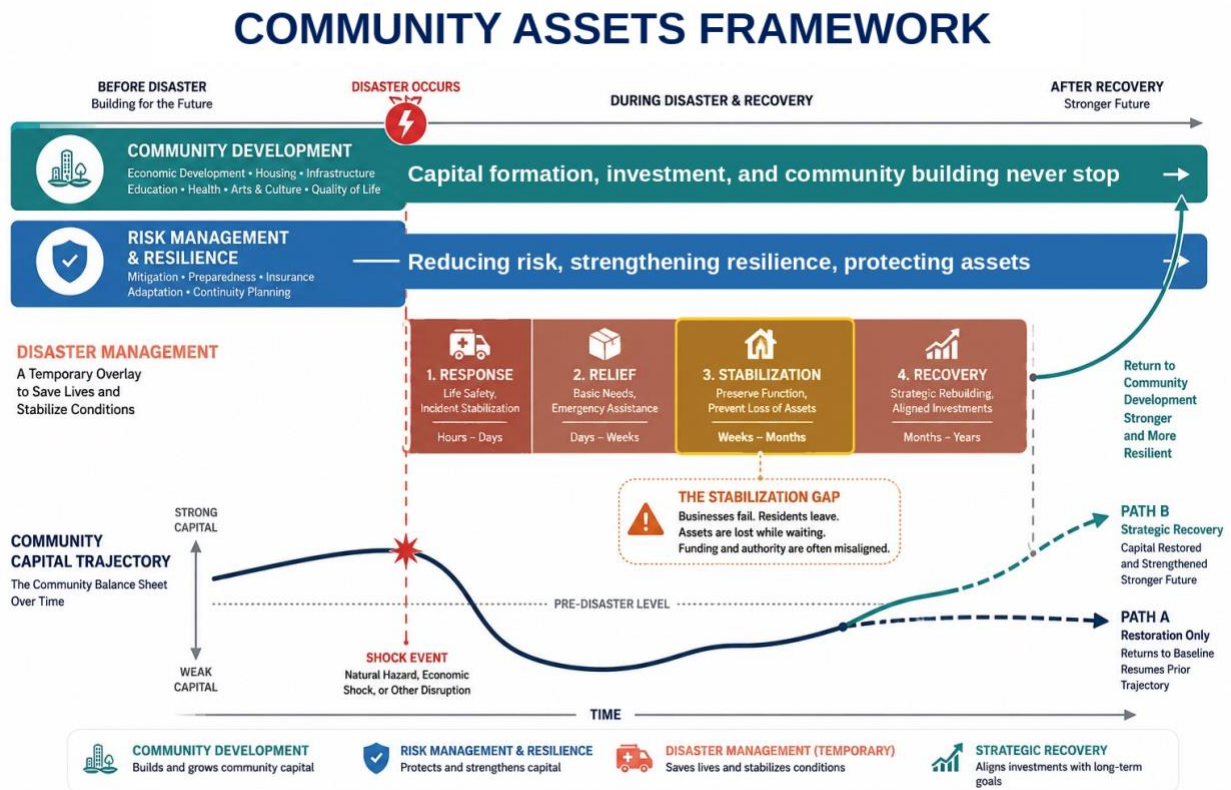 COMMUNITY ASSETS FRAMEWORK
BEFORE DISASTER
Building for the Future
DISASTER OCCURS
DURING DISASTER & RECOVERY
AFTER RECOVERY
Stronger Future
COMMUNITY DEVELOPMENT
Economic Development • Housing • Infrastructure
Education • Health • Arts & Culture • Quality of Life
Capital formation, investment, and community building never stop
RISK MANAGEMENT
& RESILIENCE
Mitigation • Preparedness • Insurance
Adaptation • Continuity Planning
Reducing risk, strengthening resilience, protecting assets
DISASTER MANAGEMENT
A Temporary Overlay
to Save Lives and
Stabilize Conditions
1. RESPONSE
Life Safety,
Incident Stabilization
Hours – Days
2. RELIEF
Basic Needs,
Emergency Assistance
Days – Weeks
3. STABILIZATION
Preserve Function,
Prevent Loss of Assets
Weeks – Months
4. RECOVERY
Strategic Rebuilding,
Aligned Investments
Months – Years
Return to
Community
Development
Stronger
and More
Resilient
THE STABILIZATION GAP
Businesses fail. Residents leave.
Assets are lost while waiting.
Funding and authority are often misaligned.
COMMUNITY
CAPITAL TRAJECTORY
The Community Balance Sheet
Over Time
STRONG
CAPITAL
WEAK
CAPITAL
PRE-DISASTER LEVEL
SHOCK EVENT
Natural Hazard, Economic
Shock, or Other Disruption
PATH B
Strategic Recovery
Capital Restored
and Strengthened
Stronger Future
PATH A
Restoration Only
Returns to Baseline
Resumes Prior
Trajectory
TIME
COMMUNITY DEVELOPMENT
Builds and grows community capital
RISK MANAGEMENT & RESILIENCE
Protects and strengthens capital
DISASTER MANAGEMENT (TEMPORARY)
Saves lives and stabilizes conditions
STRATEGIC RECOVERY
Aligns investments with long-term
goals